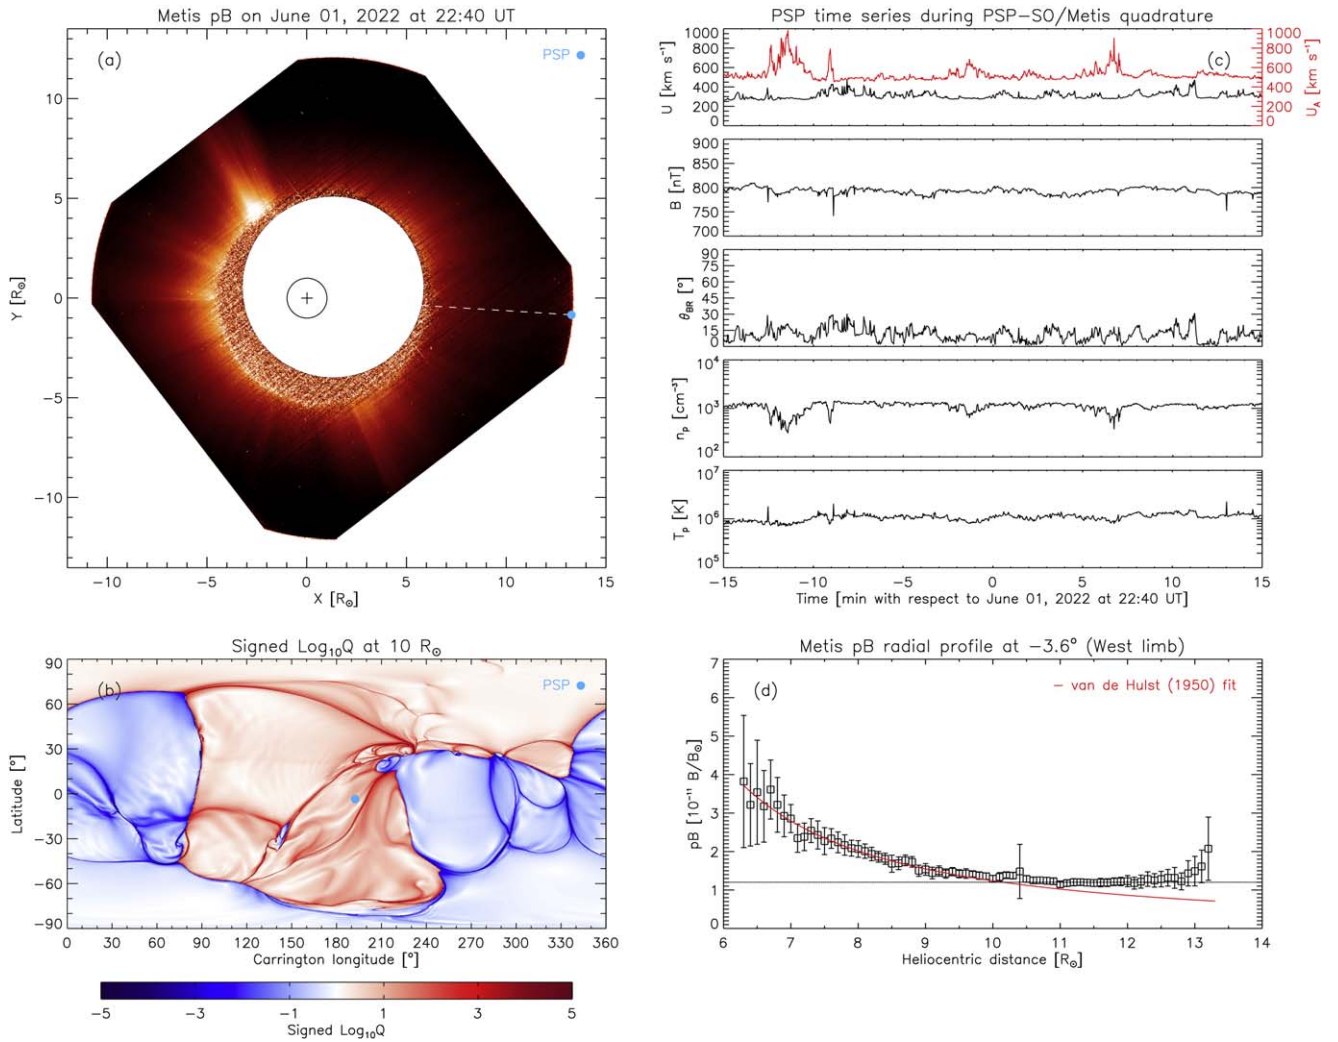 Metis pB on June 01, 2022 at 22:40 UT
(a)
PSP
10
5
0
−5
−10
Y [R☉]
−10 −5 0 5 10 15
X [R☉]
PSP time series during PSP−SO/Metis quadrature
(c)
1000
800
600
400
200
0
U [km s⁻¹]
1000
800
600
400
200
0
U_A [km s⁻¹]
900
850
800
750
700
B [nT]
90
75
60
45
30
15
0
θ_BR [°]
10⁴
10³
10²
n_p [cm⁻³]
10⁷
10⁶
10⁵
T_p [K]
−15 −10 −5 0 5 10 15
Time [min with respect to June 01, 2022 at 22:40 UT]
Signed Log₁₀Q at 10 R☉
(b)
PSP
90
60
30
0
−30
−60
−90
Latitude [°]
0 30 60 90 120 150 180 210 240 270 300 330 360
Carrington longitude [°]
−5 −3 −1 1 3 5
Signed Log₁₀Q
Metis pB radial profile at −3.6° (West limb)
(d)
− van de Hulst (1950) fit
7
6
5
4
3
2
1
0
pB [10⁻¹¹ B/B☉]
6 7 8 9 10 11 12 13 14
Heliocentric distance [R☉]